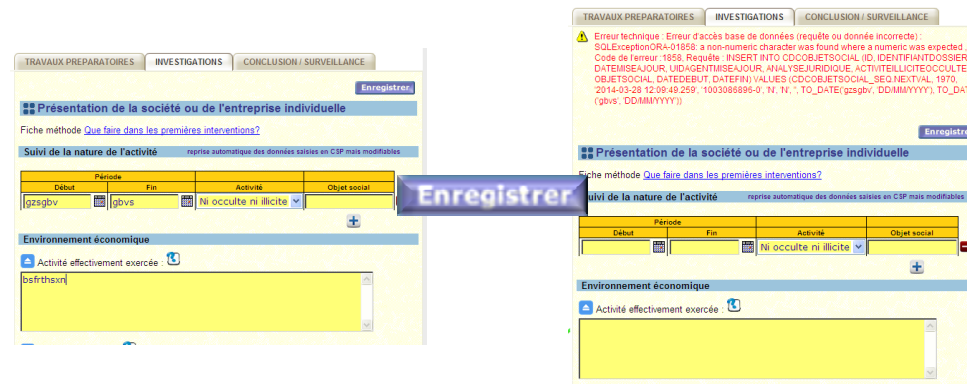 TRAVAUX PREPARATOIRES INVESTIGATIONS CONCLUSION / SURVEILLANCE
Enregistrer
Présentation de la société ou de l'entreprise individuelle
Fiche méthode Que faire dans les premières interventions?
Suivi de la nature de l'activité reprise automatique des données saisies en CSP mais modifiables
Période
Début Fin Activité Objet social
gzsgbv gbvs Ni occulte ni illicite
Environnement économique
Activité effectivement exercée :
bsfrthsxn
Enregistrer
TRAVAUX PREPARATOIRES INVESTIGATIONS CONCLUSION / SURVEILLANCE
Erreur technique : Erreur d'accès base de données (requête ou donnée incorrecte) :
SQLExceptionORA-01858: a non-numeric character was found where a numeric was expected .
Code de l'erreur :1858, Requête : INSERT INTO CDCOBJETSOCIAL (ID, IDENTIFIANTDOSSIER
DATEMISEAJOUR, UIDAGENTMISEAJOUR, ANALYSEJURIDIQUE, ACTIVITEILLICITEOCCULTE
OBJETSOCIAL, DATEDEBUT, DATEFIN) VALUES (CDCOBJETSOCIAL_SEQ.NEXTVAL, 1970,
'2014-03-28 12:09:49.259', '1003086896-0', 'N', 'N', '', TO_DATE('gzsgbv', 'DD/MM/YYYY'), TO_DAT
('gbvs', 'DD/MM/YYYY'))
Enregistre
Présentation de la société ou de l'entreprise individuelle
Fiche méthode Que faire dans les premières interventions?
uivi de la nature de l'activité reprise automatique des données saisies en CSP mais modifiables
Période
Début Fin Activité Objet social
Ni occulte ni illicite
Environnement économique
Activité effectivement exercée :